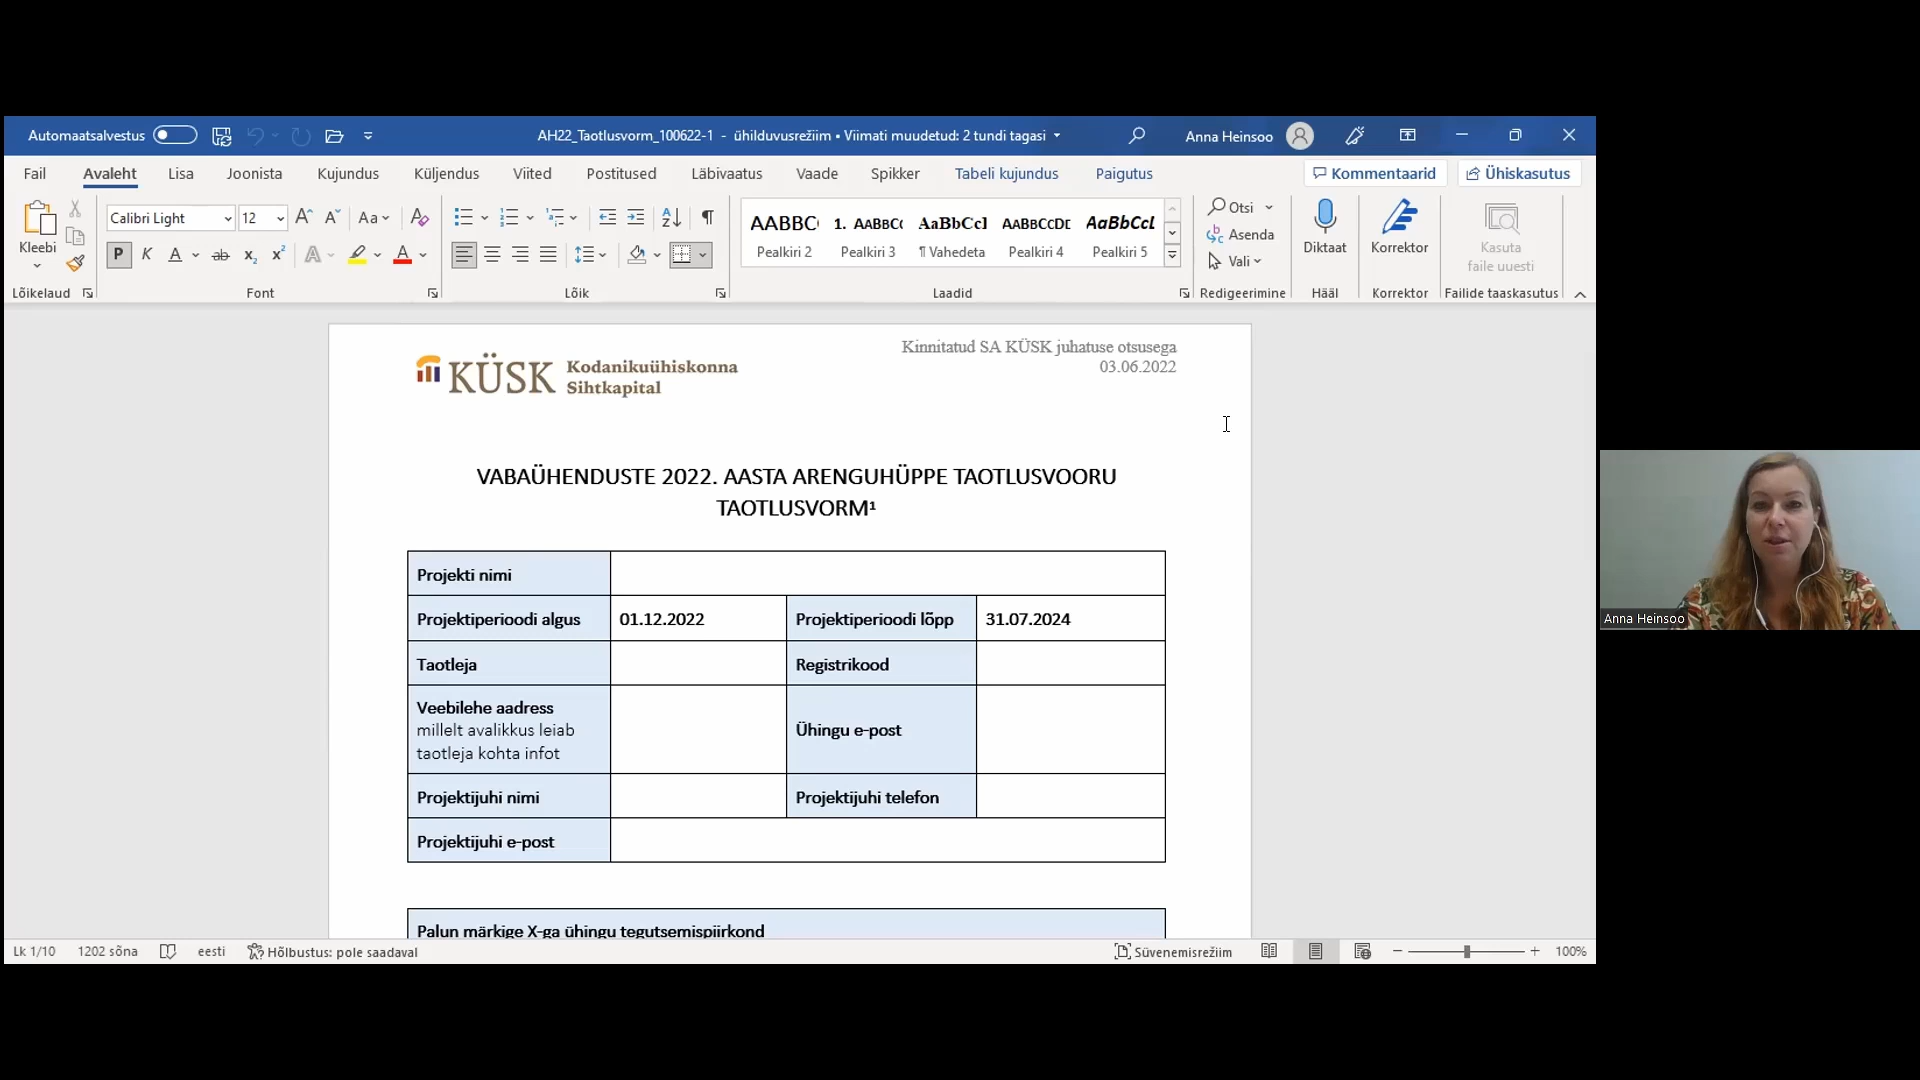 Automaatsalvestus
AH22_Taotlusvorm_100622-1 - ühilduvusrežiim • Viimati muudetud: 2 tundi tagasi
Anna Heinsoo
Fail Avaleht Lisa Joonista Kujundus Küljendus Viited Postitused Läbivaatus Vaade Spikker Tabeli kujundus Paigutus
Kommentaarid Ühiskasutus
Kleebi
Calibri Light 12
Aa
P K A ab x₂ x² A A
AABBC 1. AABBC AaBbCcI AABBCCDD AaBbCcL
Pealkiri 2 Pealkiri 3 ¶ Vahedeta Pealkiri 4 Pealkiri 5
Otsi
Asenda
Vali
Diktaat
Korrektor
Kasuta
faile uuesti
Lõikelaud Font Lõik Laadid Redigeerimine Hääl Korrektor Failide taaskasutus
KÜSK
Kodanikuühiskonna
Sihtkapital
Kinnitatud SA KÜSK juhatuse otsusega
03.06.2022
VABAÜHENDUSTE 2022. AASTA ARENGUHÜPPE TAOTLUSVOORU
TAOTLUSVORM¹
Projekti nimi
Projektiperioodi algus 01.12.2022 Projektiperioodi lõpp 31.07.2024
Taotleja Registrikood
Veebilehe aadress
millelt avalikkus leiab
taotleja kohta infot
Ühingu e-post
Projektijuhi nimi Projektijuhi telefon
Projektijuhi e-post
Palun märkige X-ga ühingu tegutsemispiirkond
Anna Heinsoo
Lk 1/10 1202 sõna eesti Hõlbustus: pole saadaval Süvenemisrežiim 100%